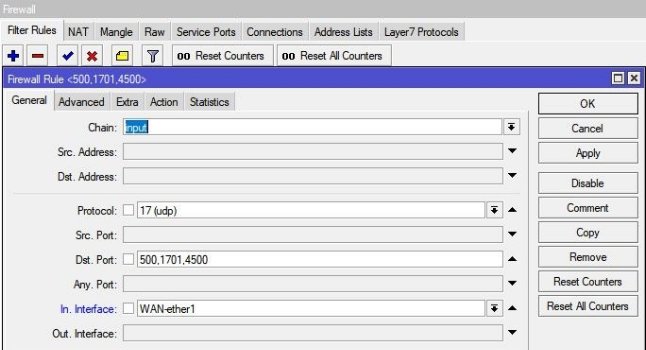 Firewall
Filter Rules NAT Mangle Raw Service Ports Connections Address Lists Layer7 Protocols
00 Reset Counters 00 Reset All Counters
Firewall Rule <500,1701,4500>
General Advanced Extra Action Statistics
OK
Chain: input
Cancel
Src. Address:
Apply
Dst. Address:
Disable
Protocol: 17 (udp)
Comment
Src. Port:
Copy
Dst. Port: 500,1701,4500
Remove
Any. Port:
Reset Counters
In. Interface: WAN-ether1
Reset All Counters
Out. Interface: